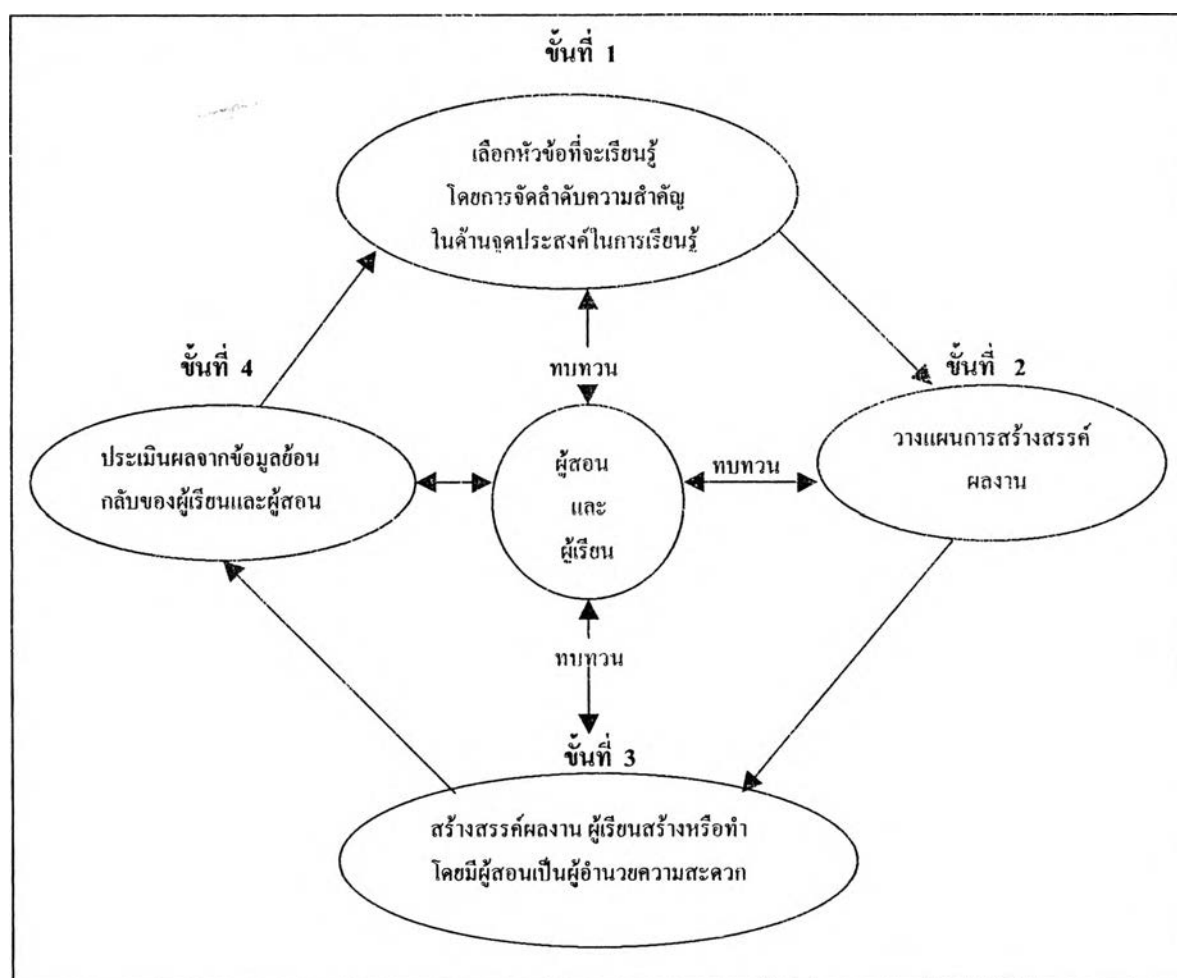 ขั้นที่ 1
เลือกหัวข้อที่จะเรียนรู้
โดยการจัดลำดับความสำคัญ
ในด้านจุดประสงค์ในการเรียนรู้
ทบทวน
ขั้นที่ 4
ขั้นที่ 2
ประเมินผลจากข้อมูลย้อน
กลับของผู้เรียนและผู้สอน
ผู้สอน
และ
ผู้เรียน
ทบทวน
วางแผนการสร้างสรรค์
ผลงาน
ทบทวน
ขั้นที่ 3
สร้างสรรค์ผลงาน ผู้เรียนสร้างหรือทำ
โดยมีผู้สอนเป็นผู้อำนวยความสะดวก